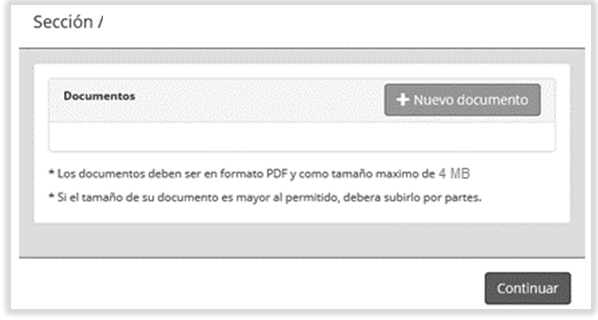 Sección /
Documentos
+ Nuevo documento
* Los documentos deben ser en formato PDF y como tamaño maximo de 4 MB
* Si el tamaño de su documento es mayor al permitido, debera subirlo por partes.
Continuar